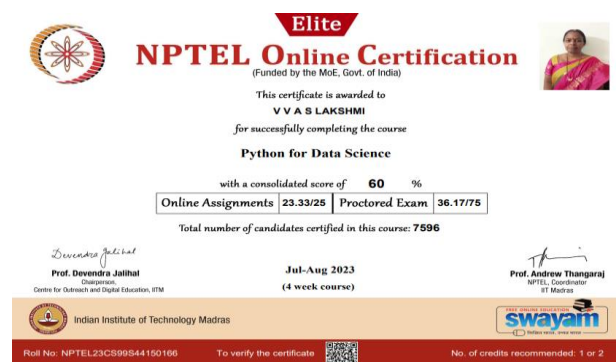 Elite
NPTEL Online Certification
(Funded by the MoE, Govt. of India)
This certificate is awarded to
V V A S LAKSHMI
for successfully completing the course
Python for Data Science
with a consolidated score of 60 %
Online Assignments 23.33/25 Proctored Exam 36.17/75
Total number of candidates certified in this course: 7596
Devendra Jalihal
Prof. Devendra Jalihal
Chairperson,
Centre for Outreach and Digital Education, IITM
Jul-Aug 2023
(4 week course)
Prof. Andrew Thangaraj
NPTEL, Coordinator
IIT Madras
Indian Institute of Technology Madras
FREE ONLINE EDUCATION
swayam
Roll No: NPTEL23CS99S44150166
To verify the certificate
No. of credits recommended: 1 or 2